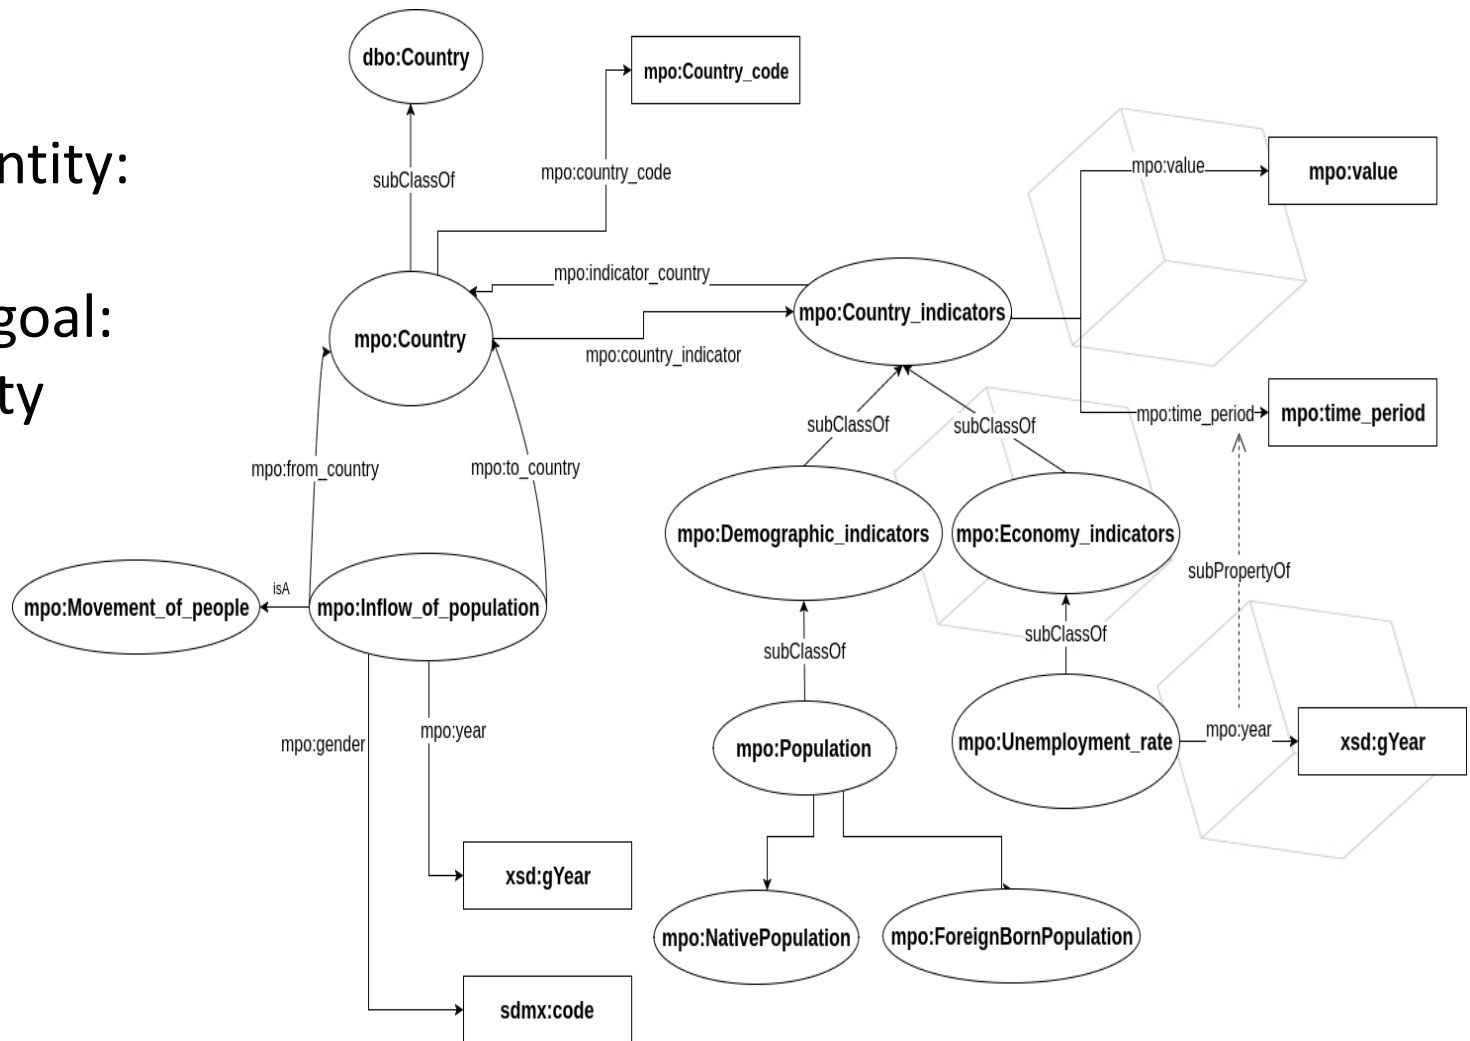 dbo:Country
mpo:Country_code
ntity:
subClassOf
mpo:country_code
mpo:value
mpo:value
mpo:indicator_country
goal:
mpo:Country
mpo:Country_indicators
mpo:country_indicator
ty
subClassOf
subClassOf
mpo:time_period
mpo:time_period
mpo:from_country
mpo:to_country
mpo:Demographic_indicators
mpo:Economy_indicators
subPropertyOf
isA
mpo:Movement_of_people
mpo:Inflow_of_population
subClassOf
subClassOf
mpo:gender
mpo:year
mpo:Population
mpo:Unemployment_rate
mpo:year
xsd:gYear
xsd:gYear
mpo:NativePopulation
mpo:ForeignBornPopulation
sdmx:code